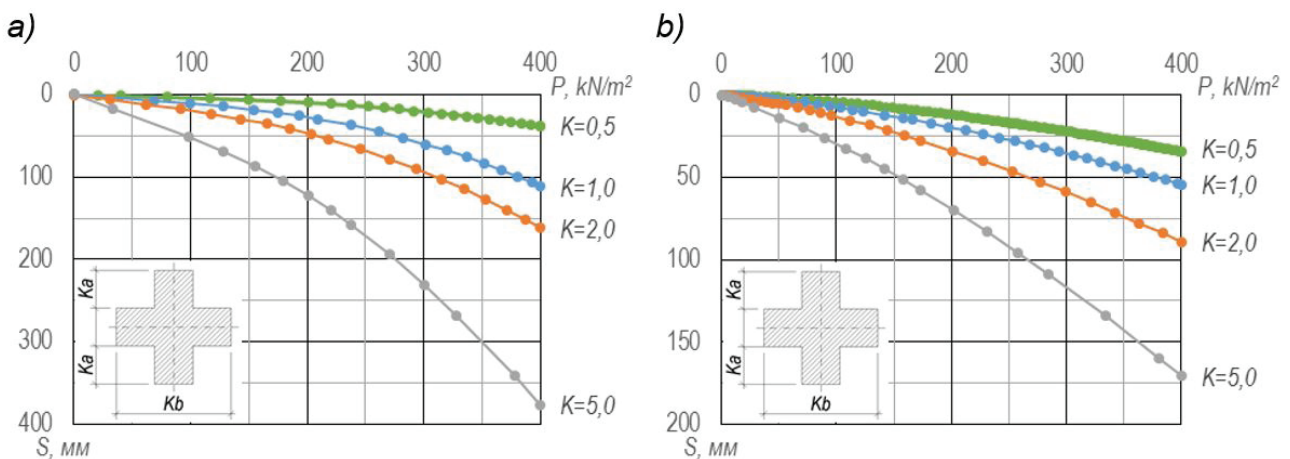 a)
0 100 200 300 400
P, kN/m²
0
100
200
300
400
K=0,5
K=1,0
K=2,0
K=5,0
Ka
Ka
Kb
S, мм
b)
0 100 200 300 400
P, kN/m²
0
50
100
150
200
K=0,5
K=1,0
K=2,0
K=5,0
Ka
Ka
Kb
S, мм